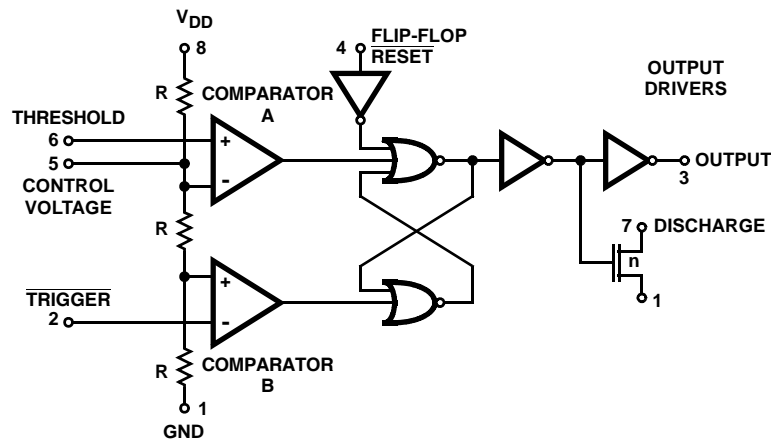 VDD
8
R
COMPARATOR
A
4
FLIP-FLOP
RESET
OUTPUT
DRIVERS
THRESHOLD
6
5
CONTROL
VOLTAGE
+
-
OUTPUT
3
R
7
DISCHARGE
n
1
TRIGGER
2
+
-
R
COMPARATOR
B
1
GND